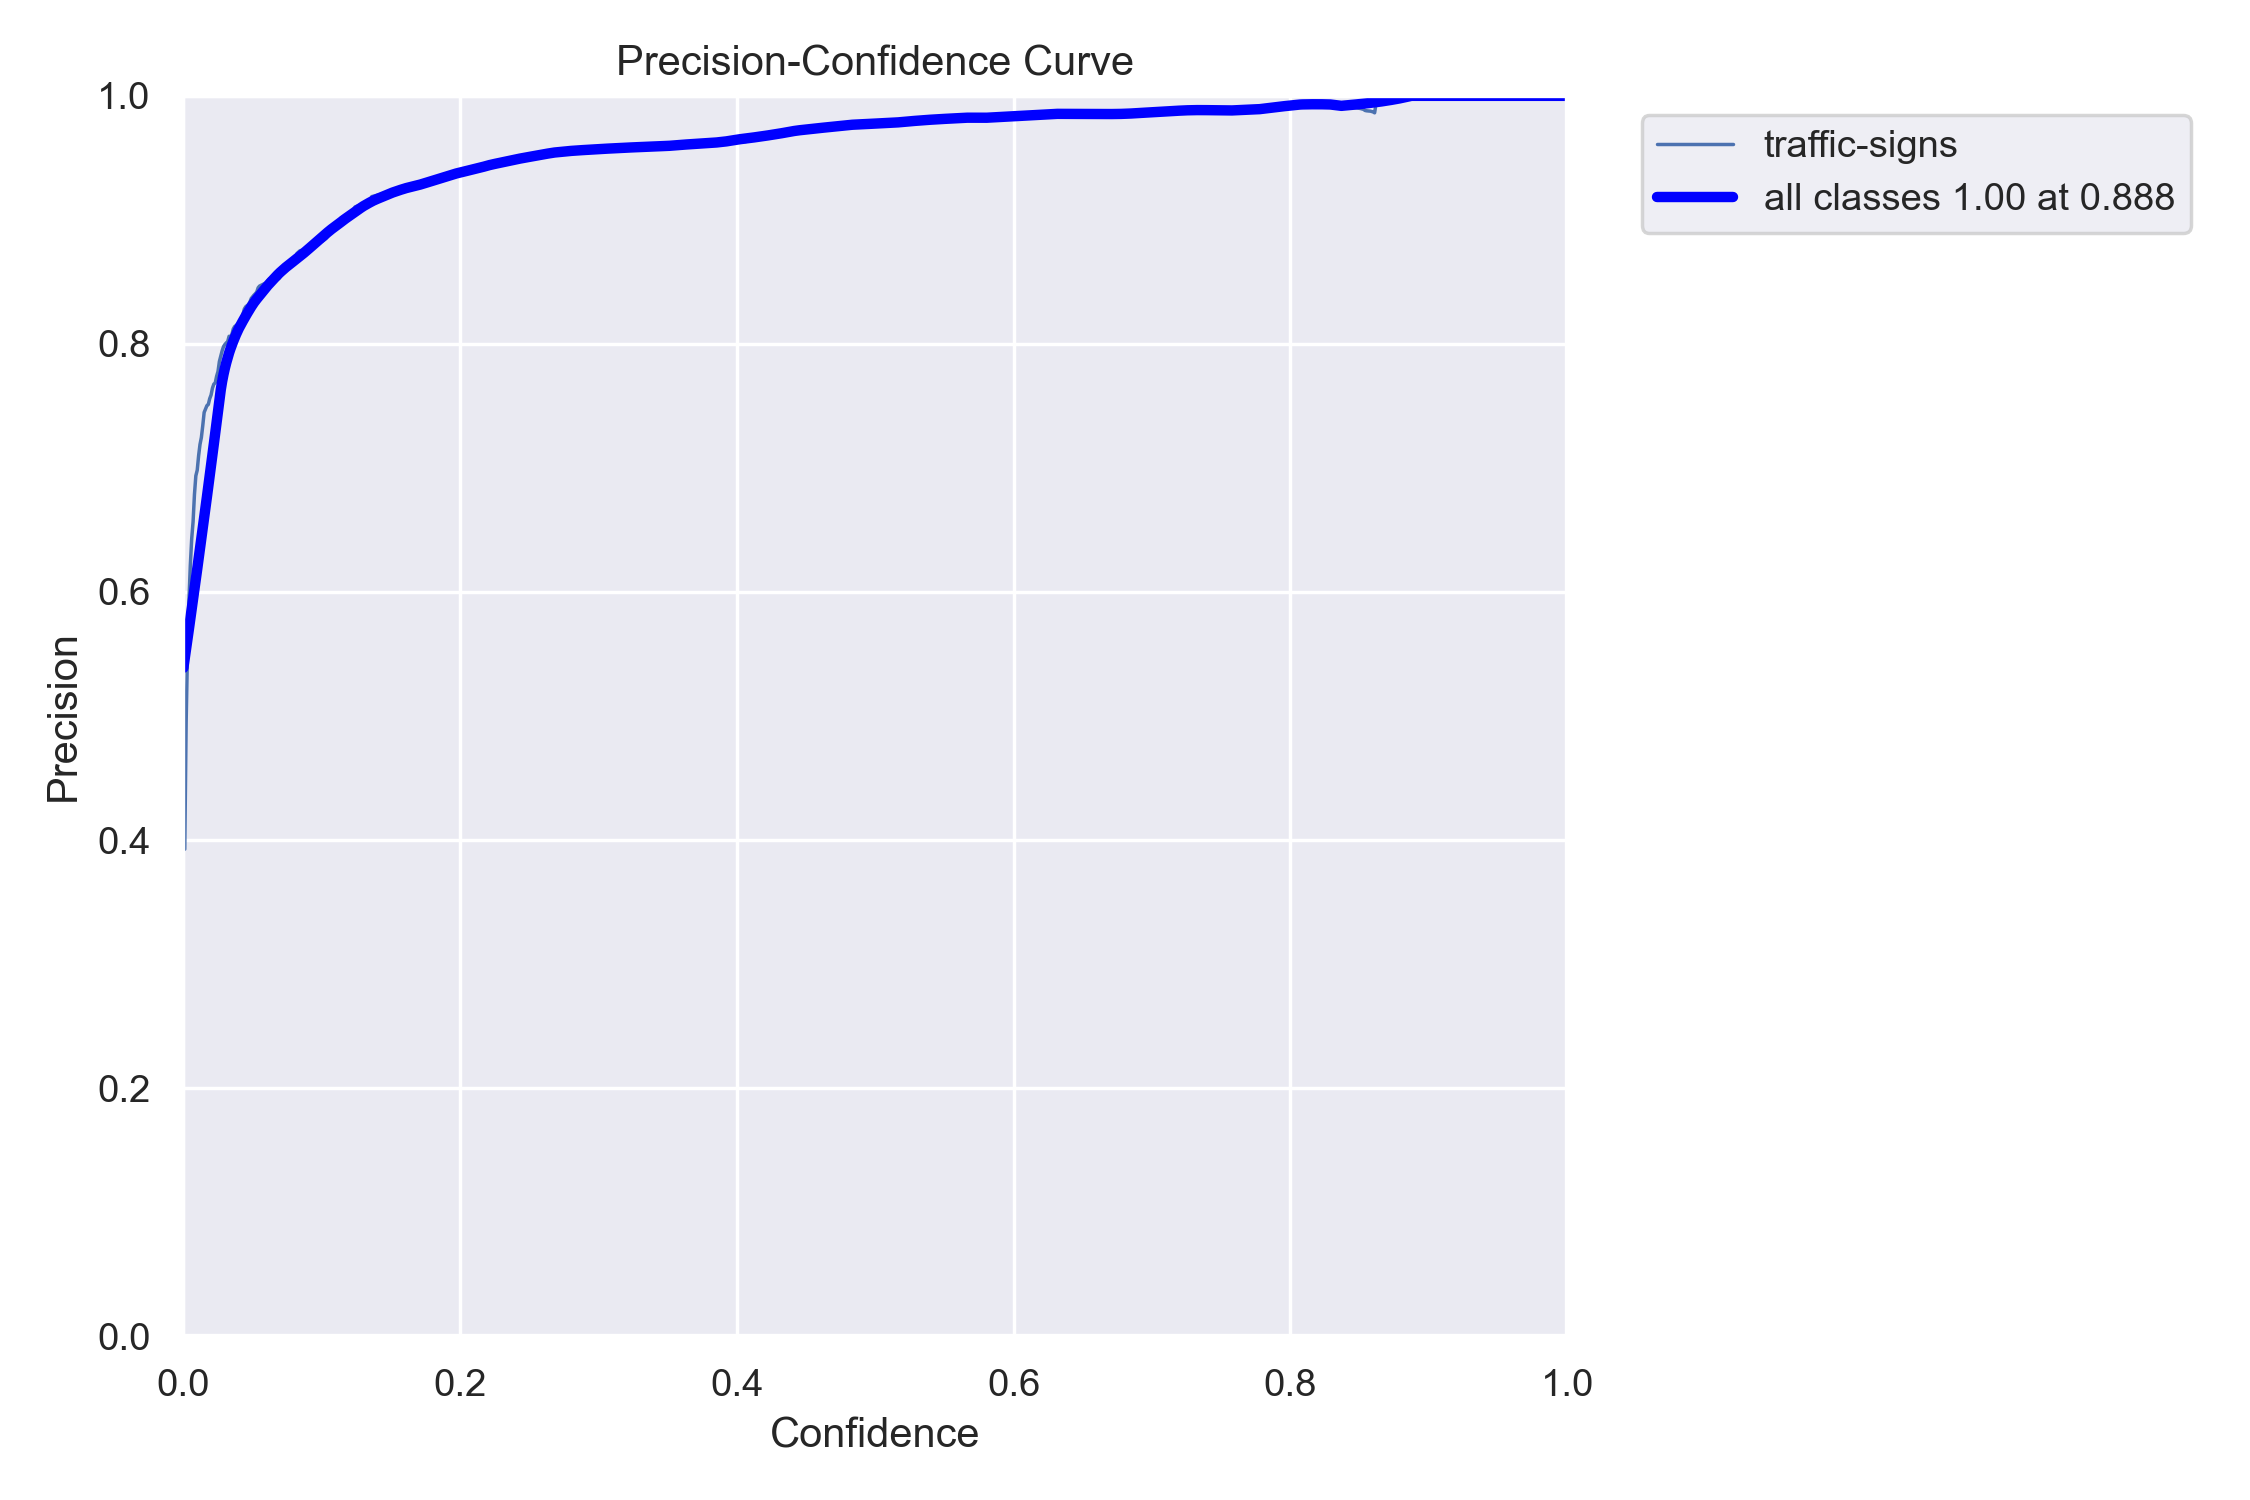 Precision-Confidence Curve
1.0
0.8
0.6
0.4
0.2
0.0
Precision
0.0 0.2 0.4 0.6 0.8 1.0
Confidence
traffic-signs
all classes 1.00 at 0.888